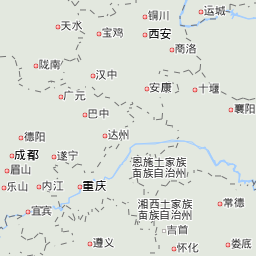 铜川
运城
天水
宝鸡
西安
商洛
陇南
汉中
安康
十堰
广元
襄阳
巴中
达州
德阳
成都
遂宁
恩施土家族
苗族自治州
眉山
乐山
内江
重庆
宜宾
湘西土家族
苗族自治州
常德
吉首
遵义
怀化
娄底